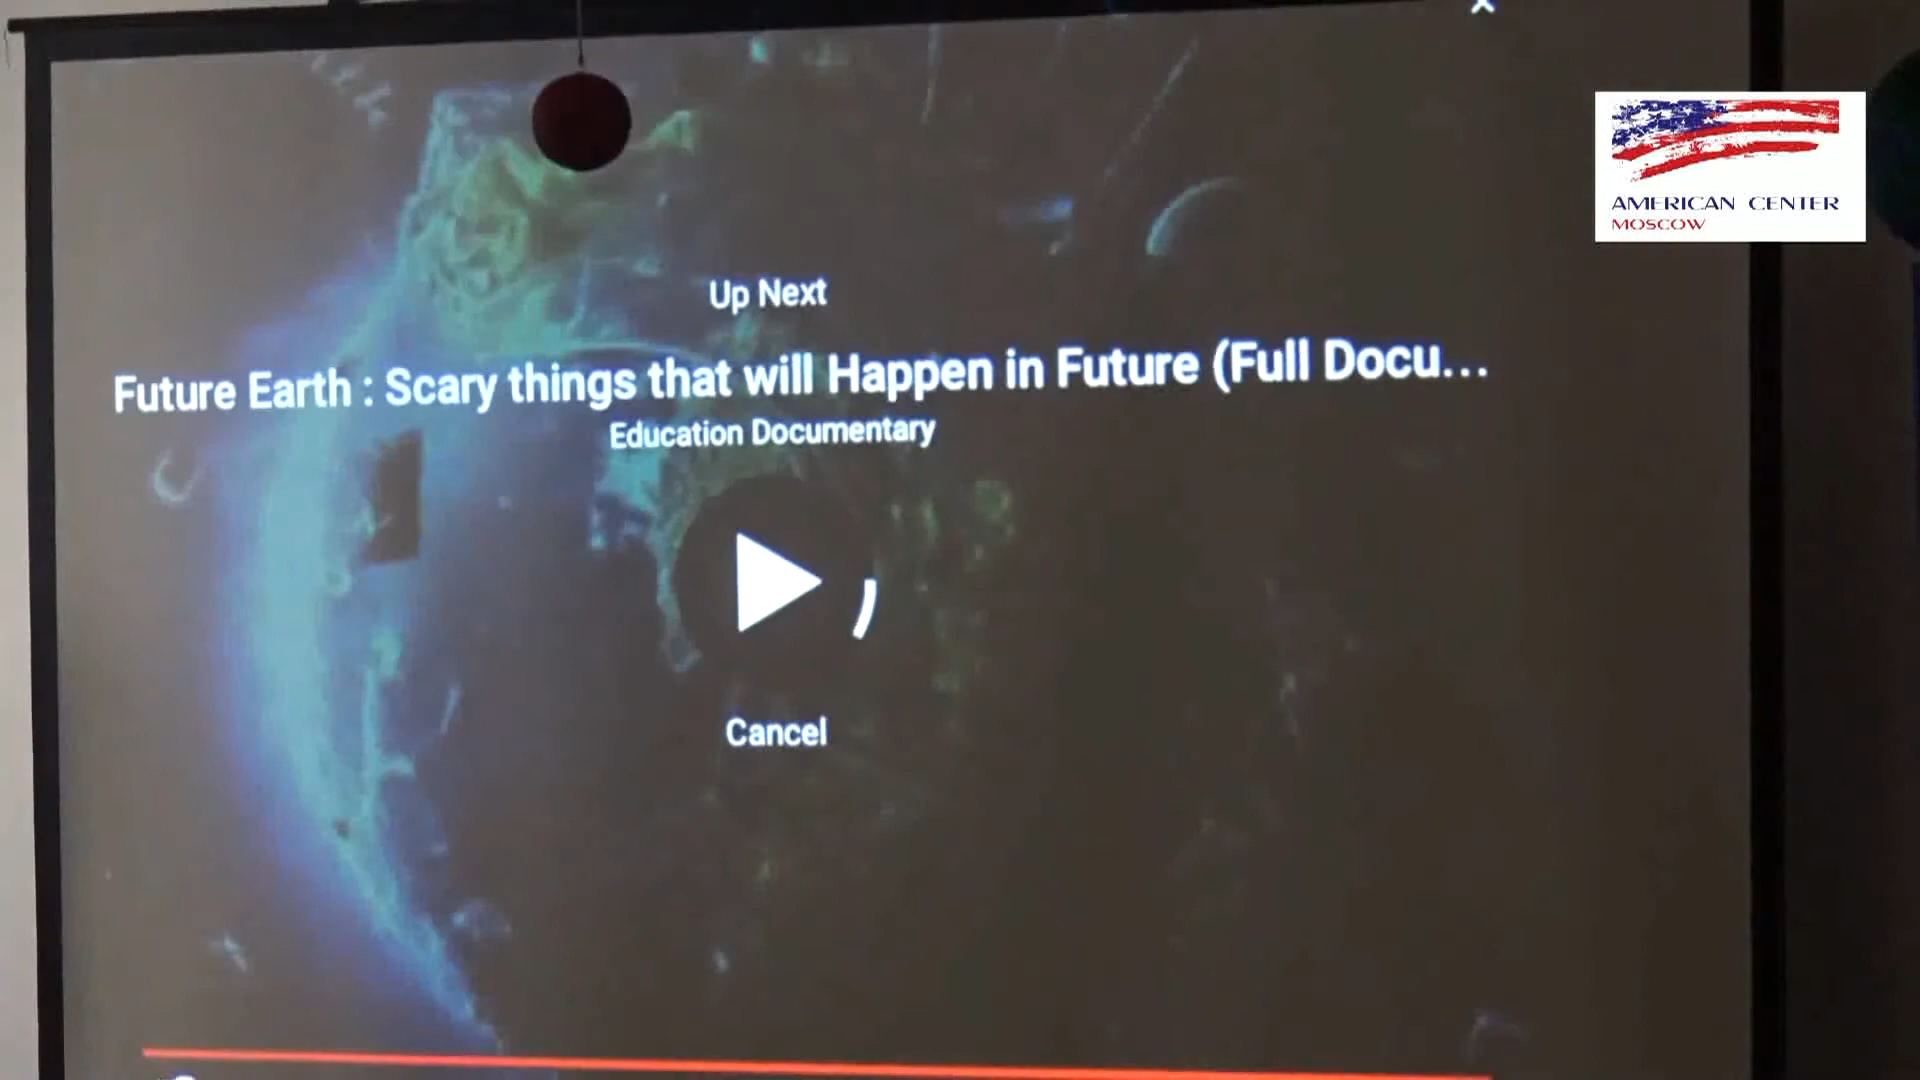 Up Next
Future Earth : Scary things that will Happen in Future (Full Docu...
Education Documentary
Cancel
AMERICAN CENTER
MOSCOW